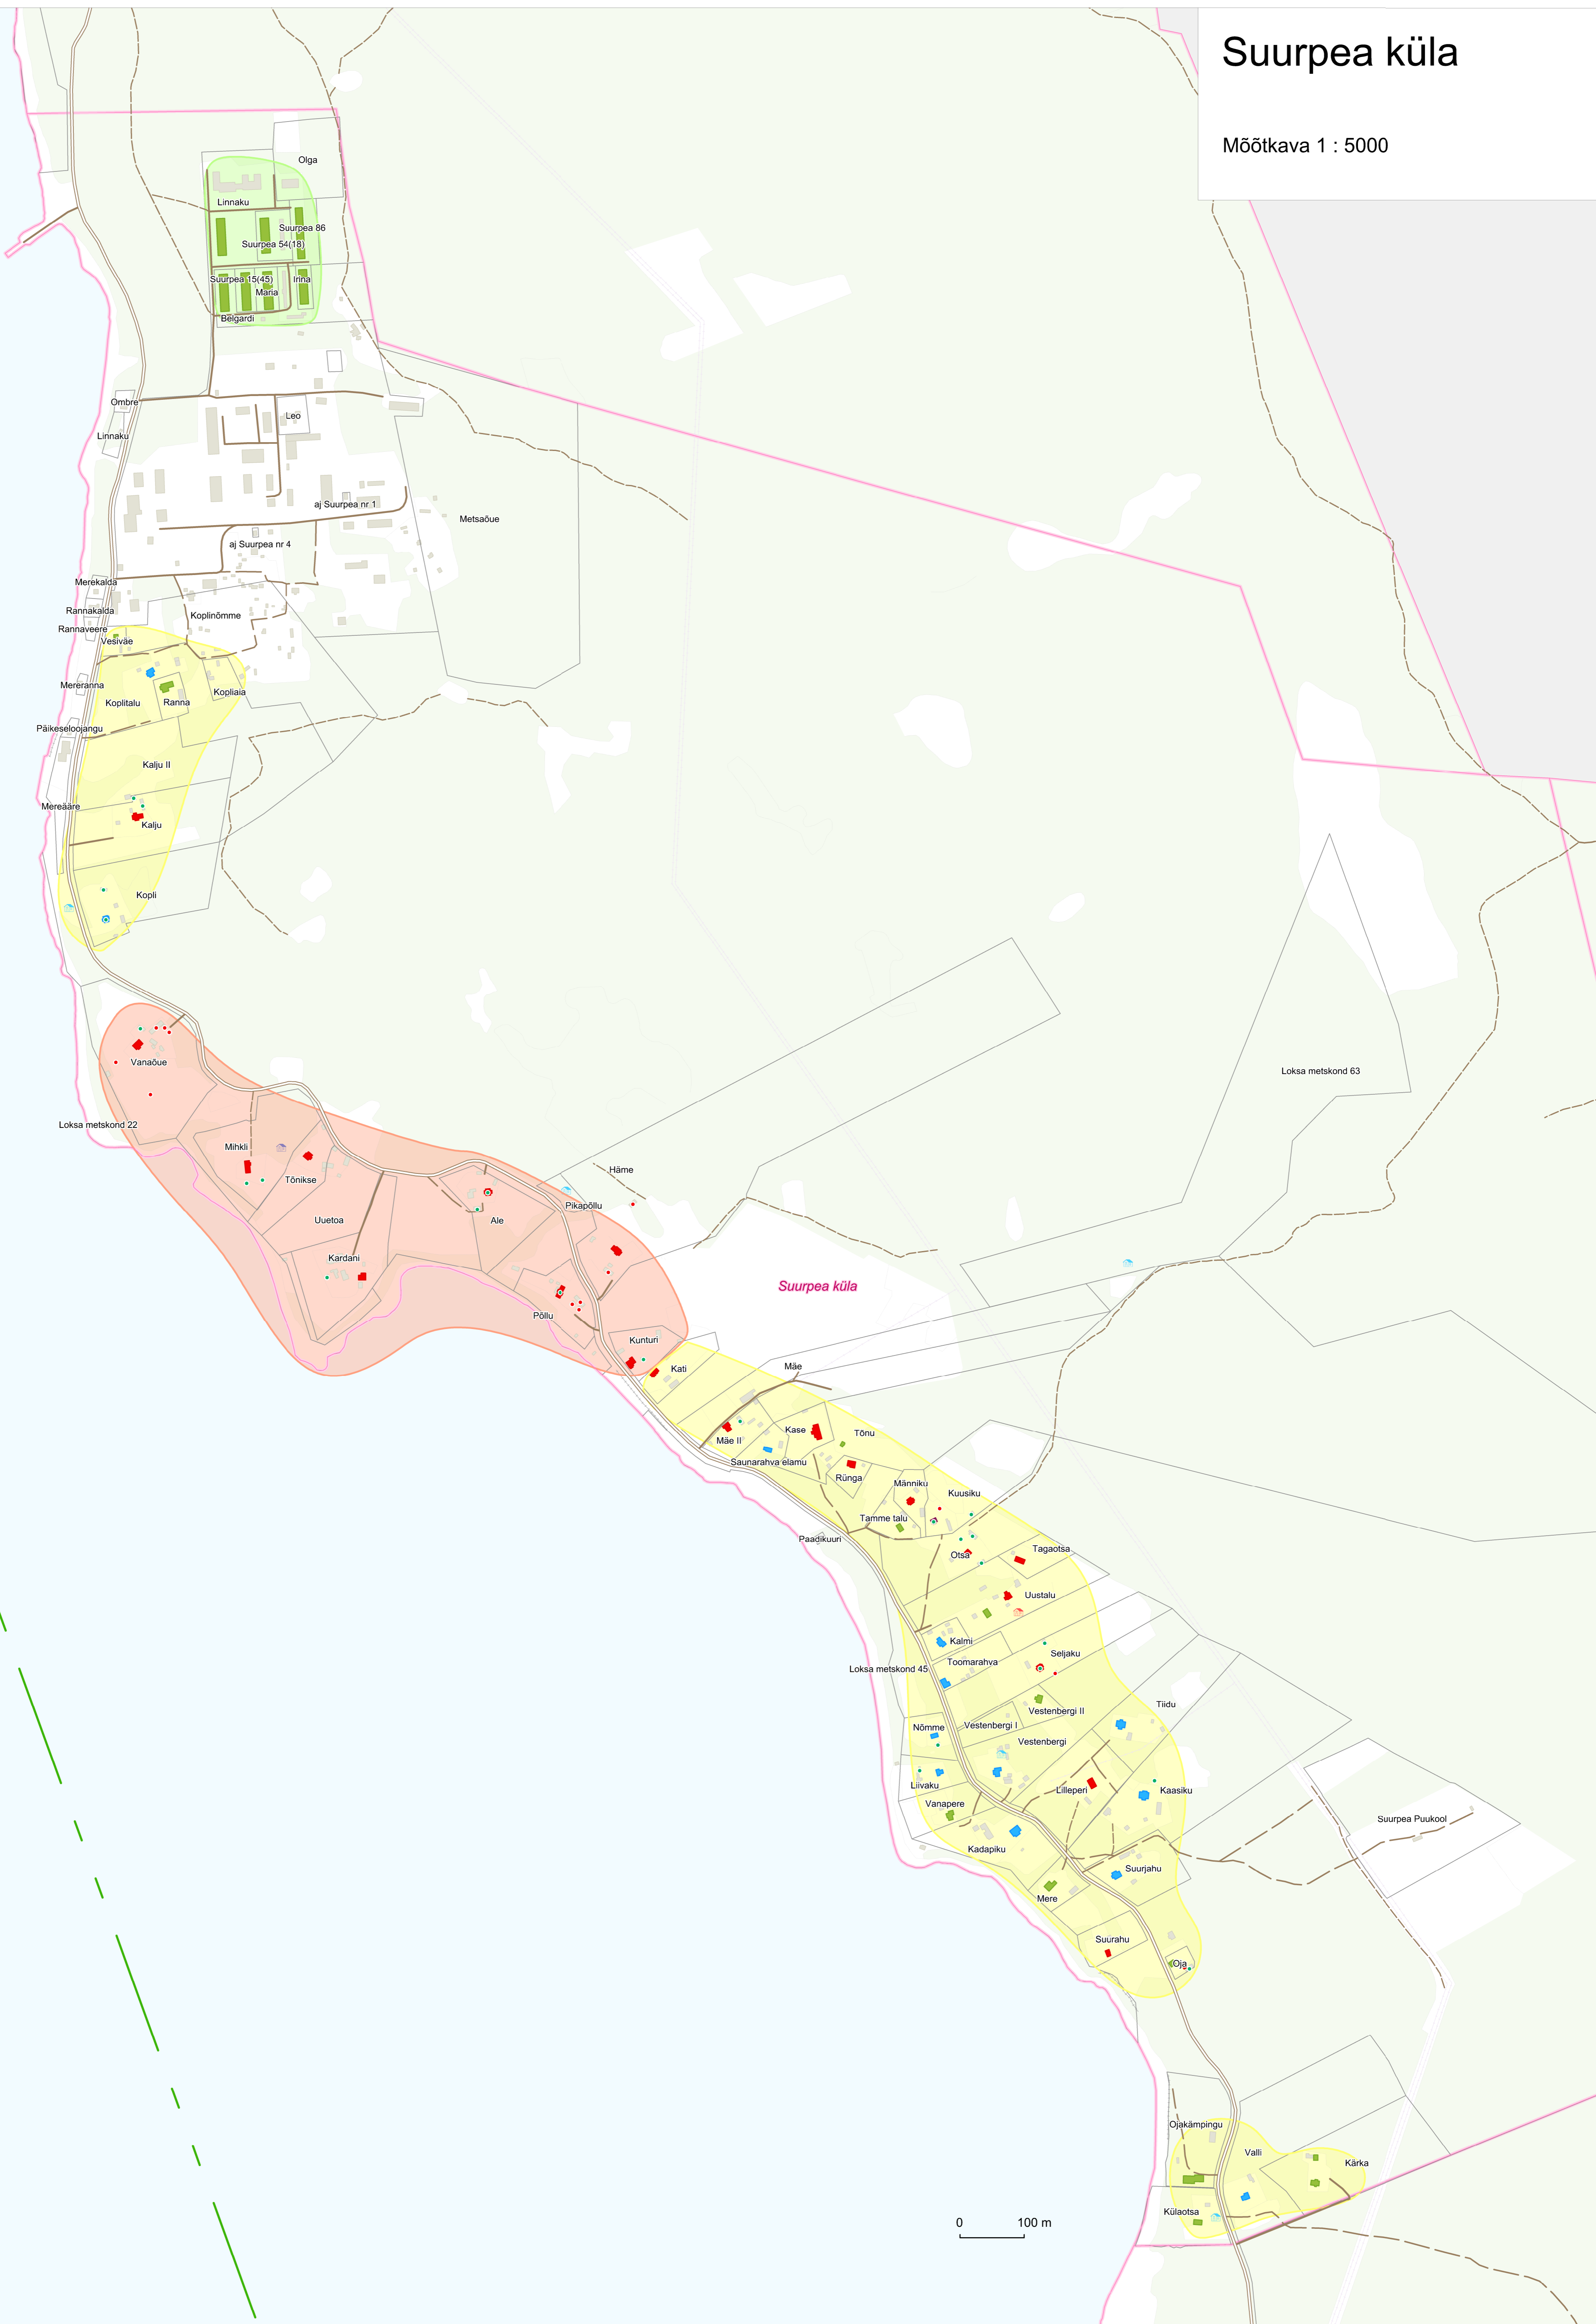 Suurpea küla
Mõõtkava 1 : 5000
Olga
Linnaku
Suurpea 86
Suurpea 54(18)
Suurpea 15(45)
Irina
Maria
Belgardi
Ombre
Leo
Linnaku
aj Suurpea nr 1
Metsaõue
aj Suurpea nr 4
Merekalda
Rannakalda
Koplinõmme
Rannaveere
Vesiväe
Mereranna
Koplitalu
Ranna
Kopliaia
Päikeseloojangu
Kalju II
Mereääre
Kalju
Kopli
Vanaõue
Loksa metskond 63
Loksa metskond 22
Mihkli
Tõnikse
Häme
Pikapõllu
Uuetoa
Ale
Kardani
Suurpea küla
Põllu
Kunturi
Kati
Mäe
Mäe II
Kase
Tõnu
Saunarahva elamu
Rünga
Männiku
Kuusiku
Tamme talu
Paadikuuri
Otsa
Tagaotsa
Uustalu
Kalmi
Seljaku
Toomarahva
Loksa metskond 45
Tiidu
Vestenbergi II
Nõmme
Vestenbergi I
Vestenbergi
Liivaku
Lilleperi
Kaasiku
Vanapere
Suurpea Puukool
Kadapiku
Suurjahu
Mere
Suurahu
Oja
Ojakämpingu
Valli
Kärka
Külaotsa
0 100 m